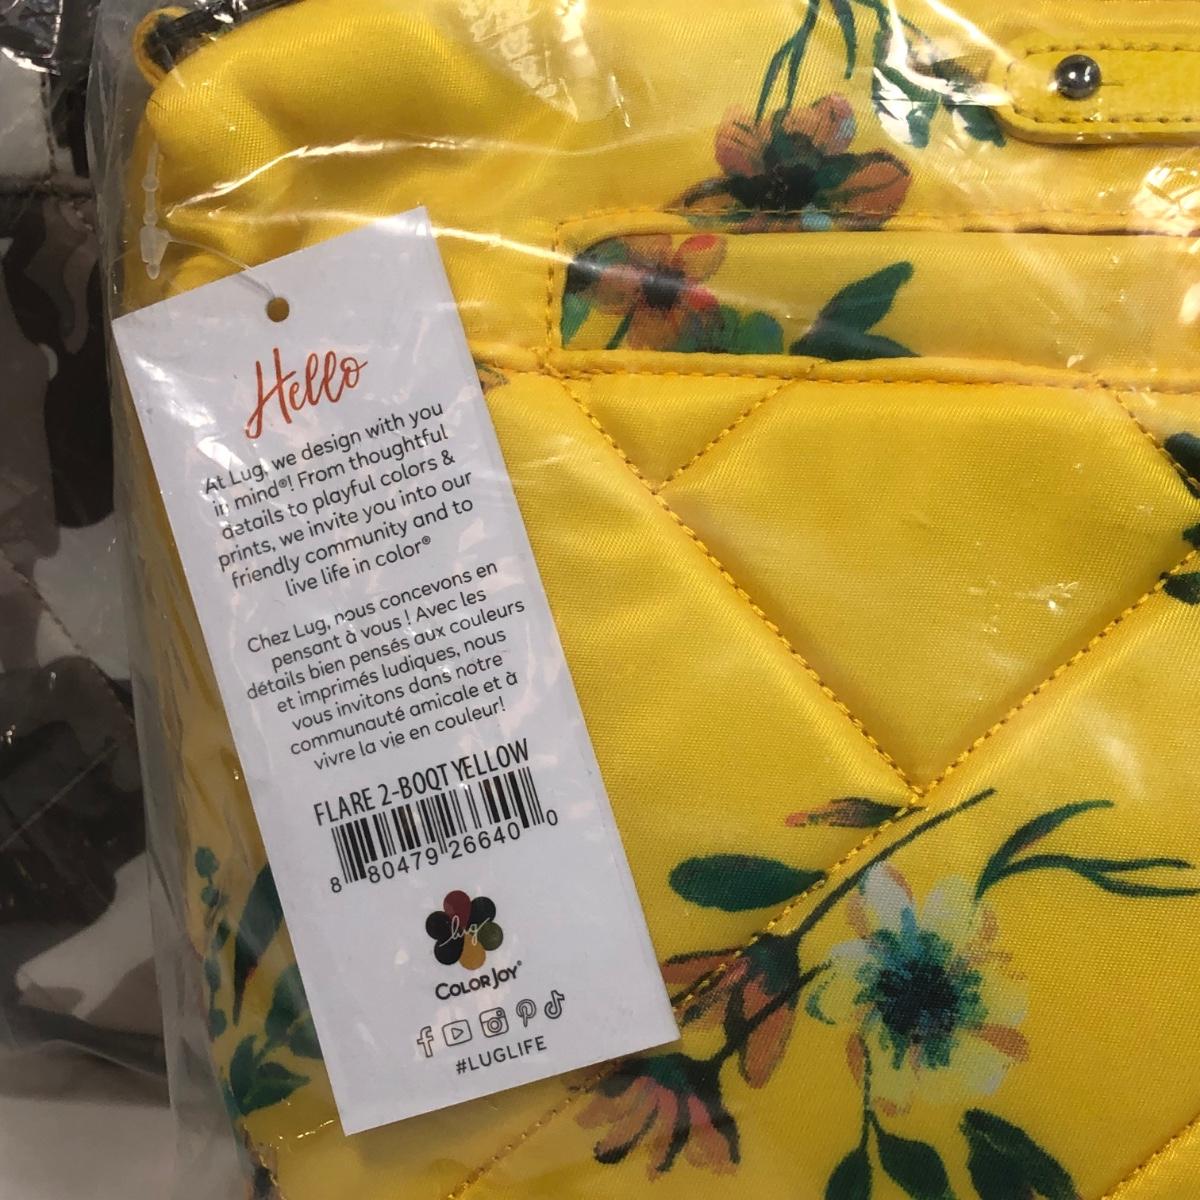 Hello
At Lug, we design with you
in mind®! From thoughtful
details to playful colors &
prints, we invite you into our
friendly community and to
live life in color®
Chez Lug, nous concevons en
pensant à vous ! Avec les
détails bien pensés aux couleurs
et imprimés ludiques, nous
vous invitons dans notre
communauté amicale et à
vivre la vie en couleur!
FLARE 2-BOQT YELLOW
8 80479 26640 0
lug
COLORJOY®
#LUGLIFE